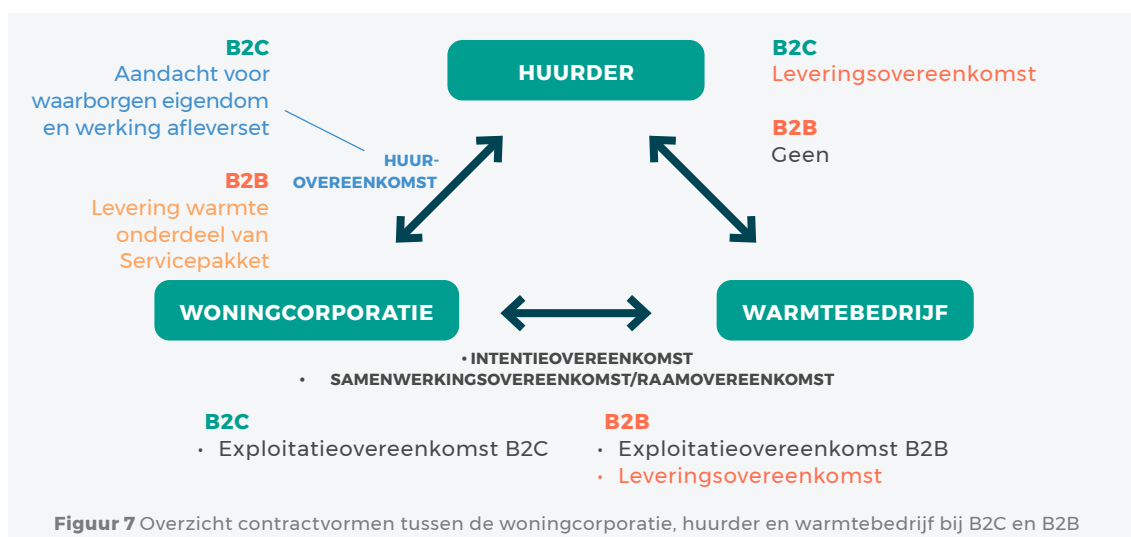 B2C
Aandacht voor
waarborgen eigendom
en werking afleverset
HUURDER
B2C
Leveringsovereenkomst
B2B
Geen
HUUR-
OVEREENKOMST
B2B
Levering warmte
onderdeel van
Servicepakket
WONINGCORPORATIE
WARMTEBEDRIJF
• INTENTIEOVEREENKOMST
• SAMENWERKINGSOVEREENKOMST/RAAMOVEREENKOMST
B2C
• Exploitatieovereenkomst B2C
B2B
• Exploitatieovereenkomst B2B
• Leveringsovereenkomst
Figuur 7 Overzicht contractvormen tussen de woningcorporatie, huurder en warmtebedrijf bij B2C en B2B